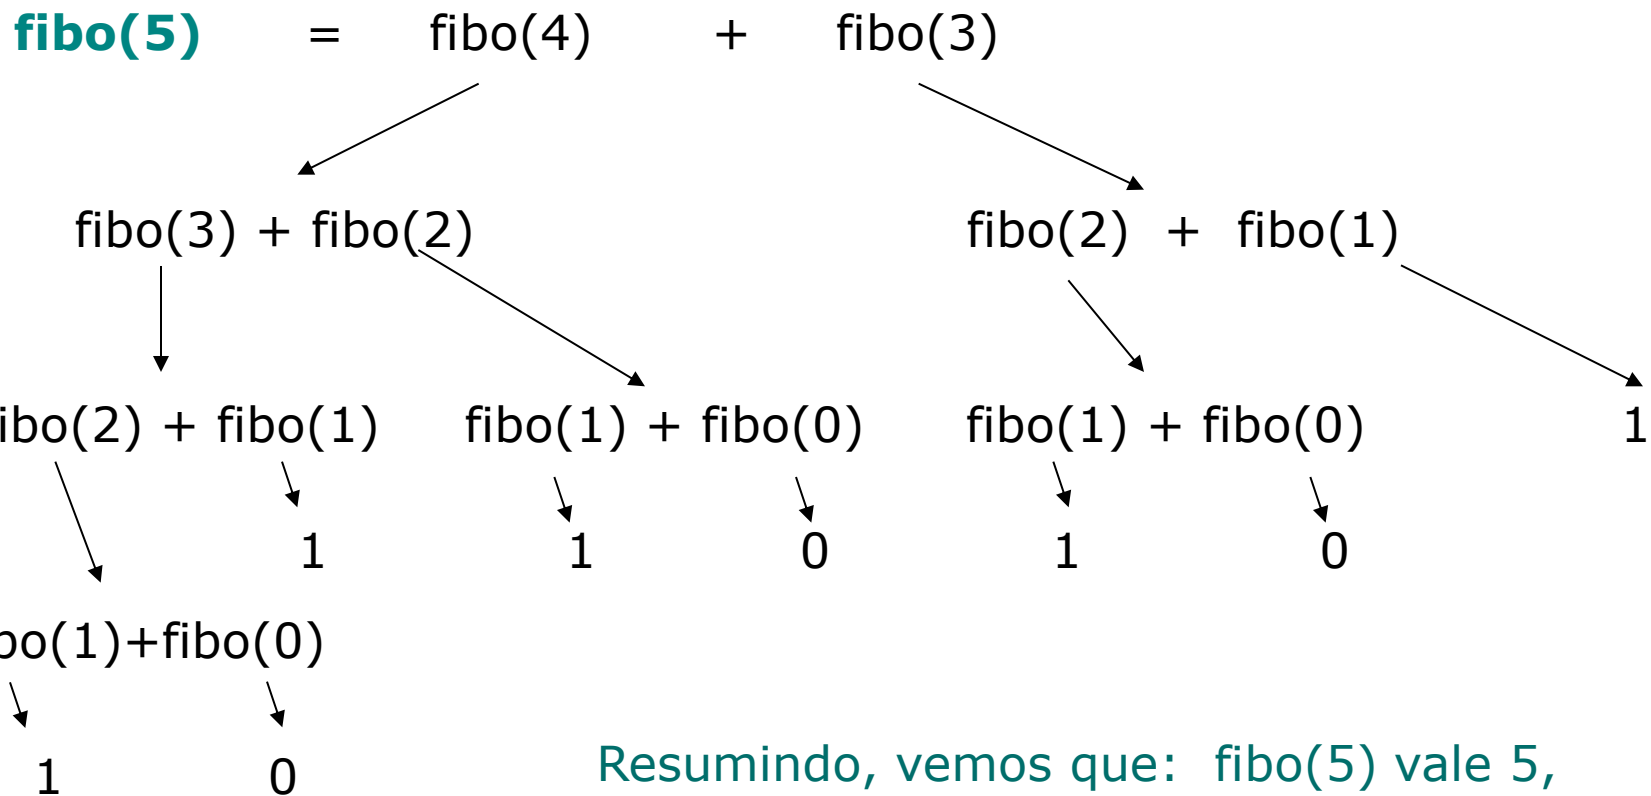 fibo(5) = fibo(4) + fibo(3)
fibo(3) + fibo(2) fibo(2) + fibo(1)
ibo(2) + fibo(1) fibo(1) + fibo(0) fibo(1) + fibo(0) 1
1 1 0 1 0
bo(1)+fibo(0)
1 0
Resumindo, vemos que: fibo(5) vale 5,